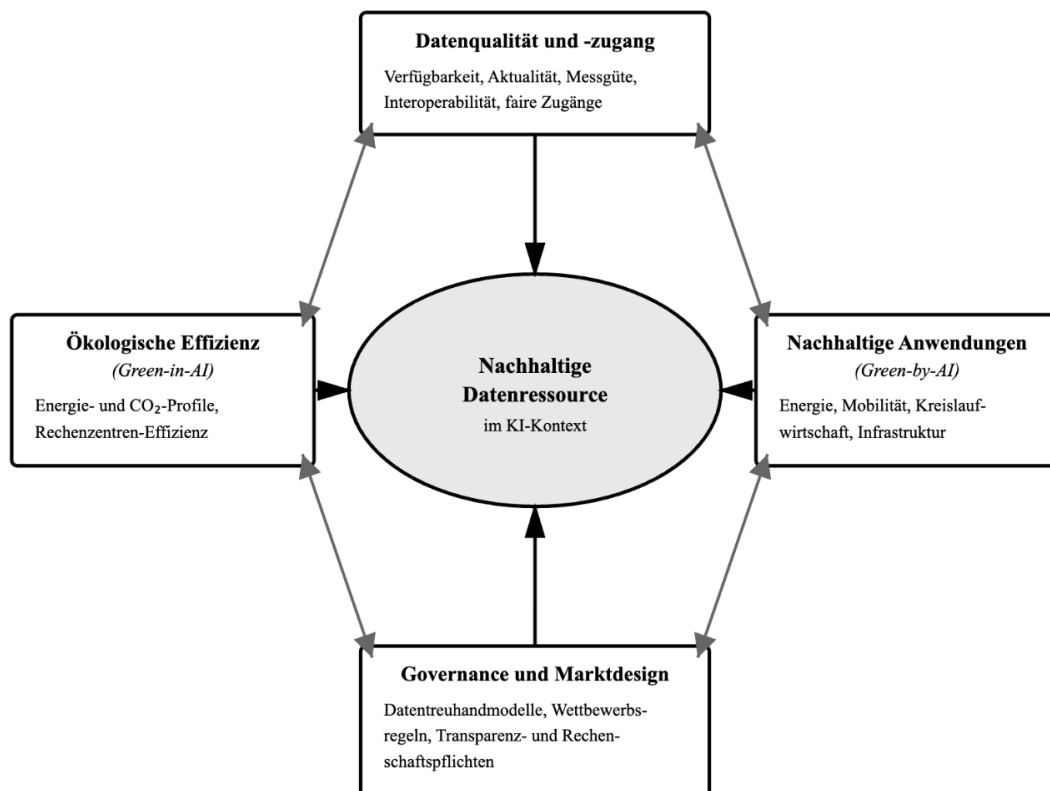 Datenqualität und -zugang
Verfügbarkeit, Aktualität, Messgüte,
Interoperabilität, faire Zugänge
Ökologische Effizienz
(Green-in-AI)
Energie- und CO₂-Profile,
Rechenzentren-Effizienz
Nachhaltige
Datenressource
im KI-Kontext
Nachhaltige Anwendungen
(Green-by-AI)
Energie, Mobilität, Kreislauf-
wirtschaft, Infrastruktur
Governance und Marktdesign
Datentreuhandmodelle, Wettbewerbs-
regeln, Transparenz- und Rechen-
schaftspflichten